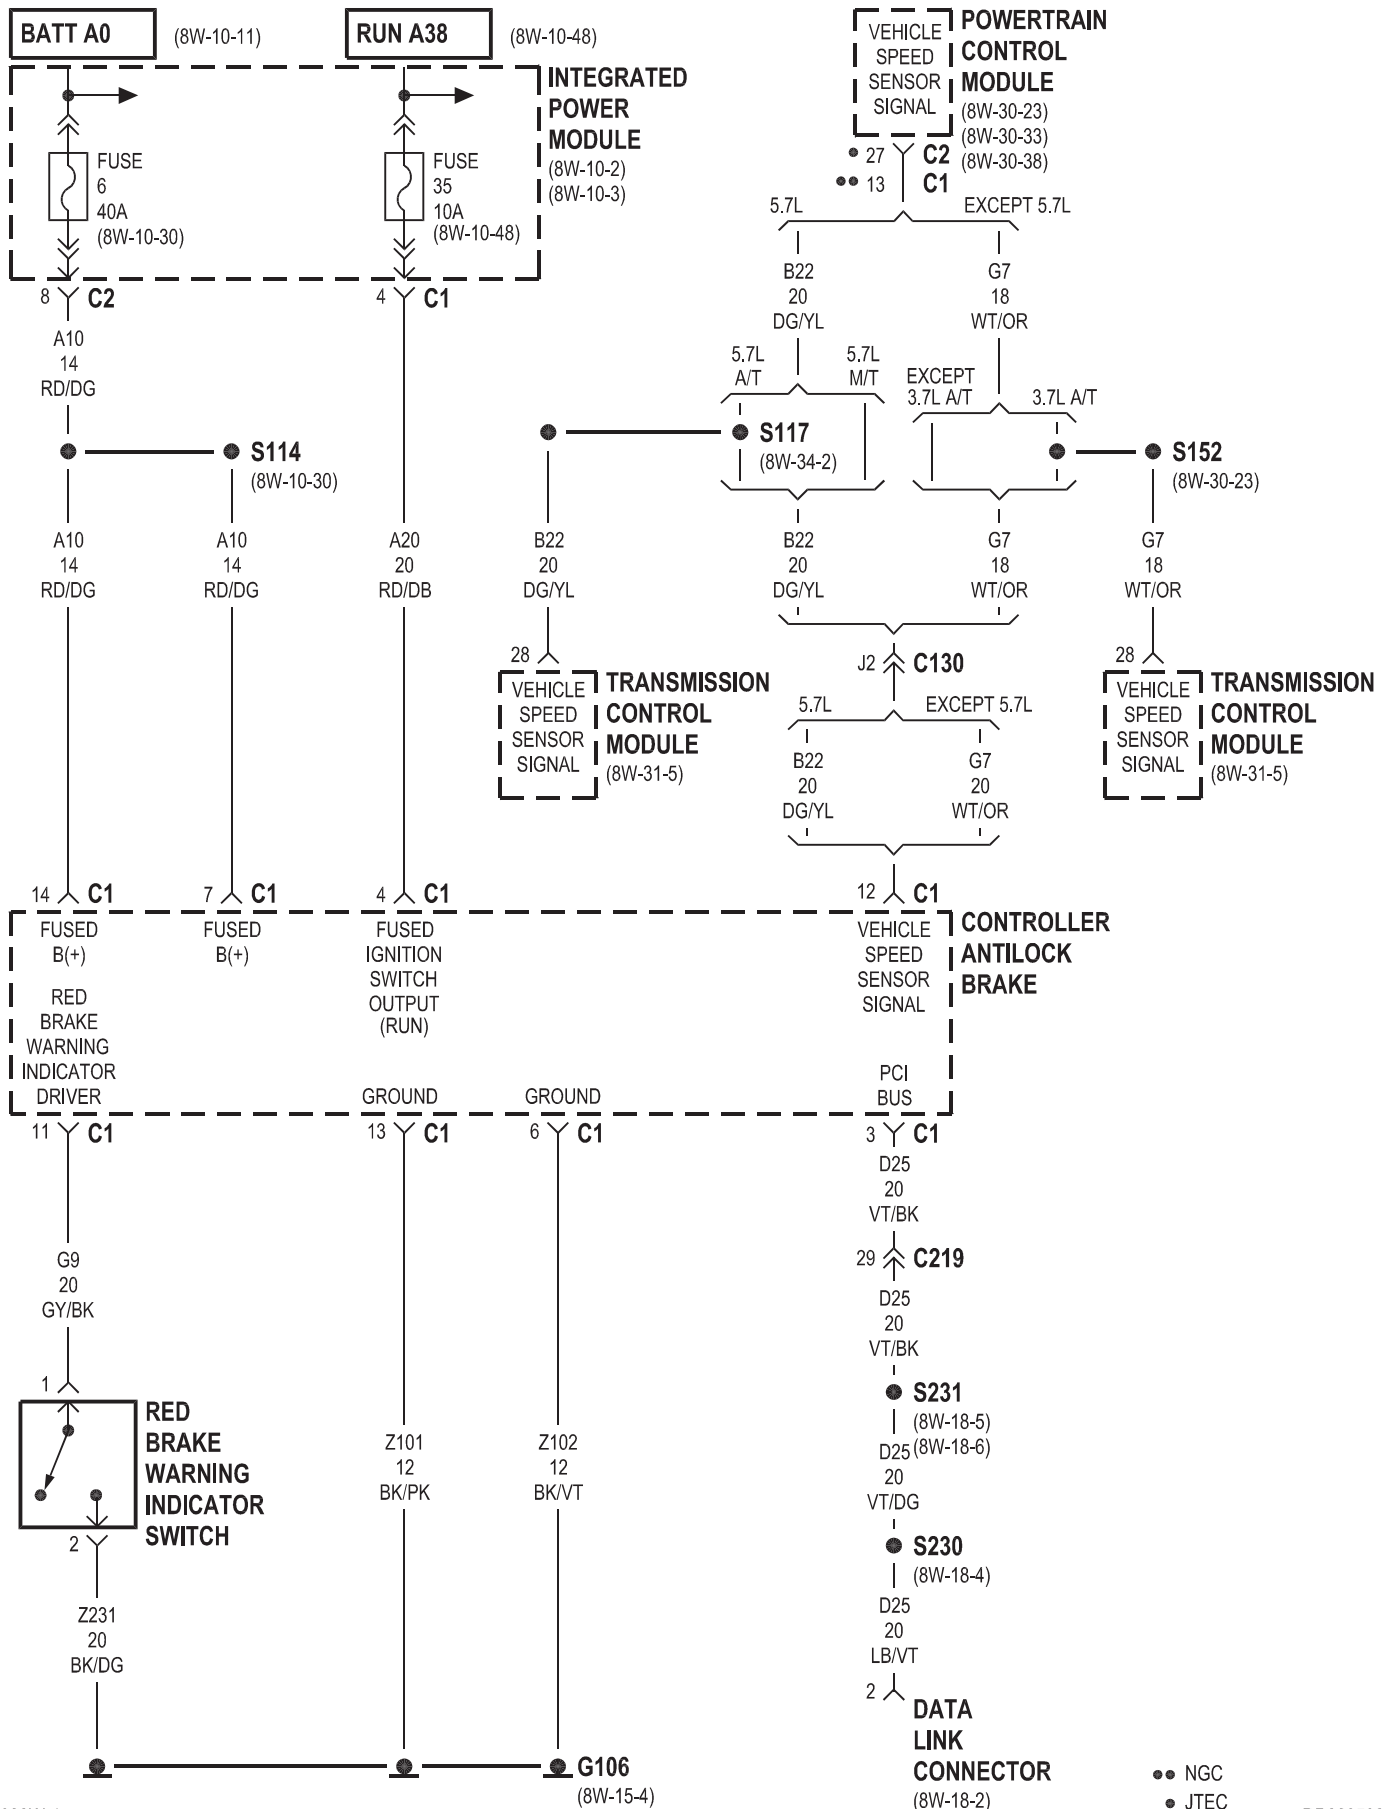 BATT A0
(8W-10-11)
RUN A38
(8W-10-48)
INTEGRATED
POWER
MODULE
(8W-10-2)
(8W-10-3)
FUSE
6
40A
(8W-10-30)
FUSE
35
10A
(8W-10-48)
8 C2
4 C1
VEHICLE
SPEED
SENSOR
SIGNAL
POWERTRAIN
CONTROL
MODULE
(8W-30-23)
(8W-30-33)
(8W-30-38)
● 27 C2
●● 13 C1
5.7L
EXCEPT 5.7L
A10
14
RD/DG
B22
20
DG/YL
G7
18
WT/OR
5.7L
A/T
5.7L
M/T
EXCEPT
3.7L A/T
3.7L A/T
S114
(8W-10-30)
S117
(8W-34-2)
S152
(8W-30-23)
A10
14
RD/DG
A10
14
RD/DG
A20
20
RD/DB
B22
20
DG/YL
B22
20
DG/YL
G7
18
WT/OR
G7
18
WT/OR
28
VEHICLE
SPEED
SENSOR
SIGNAL
TRANSMISSION
CONTROL
MODULE
(8W-31-5)
J2 C130
28
VEHICLE
SPEED
SENSOR
SIGNAL
TRANSMISSION
CONTROL
MODULE
(8W-31-5)
5.7L
EXCEPT 5.7L
B22
20
DG/YL
G7
20
WT/OR
14 C1
7 C1
4 C1
12 C1
FUSED
B(+)
FUSED
B(+)
FUSED
IGNITION
SWITCH
OUTPUT
(RUN)
VEHICLE
SPEED
SENSOR
SIGNAL
CONTROLLER
ANTILOCK
BRAKE
RED
BRAKE
WARNING
INDICATOR
DRIVER
GROUND
GROUND
PCI
BUS
11 C1
13 C1
6 C1
3 C1
D25
20
VT/BK
G9
20
GY/BK
29 C219
D25
20
VT/BK
1
RED
BRAKE
WARNING
INDICATOR
SWITCH
2
Z101
12
BK/PK
Z102
12
BK/VT
S231
(8W-18-5)
(8W-18-6)
D25
20
VT/DG
S230
(8W-18-4)
Z231
20
BK/DG
D25
20
LB/VT
2
DATA
LINK
CONNECTOR
(8W-18-2)
G106
(8W-15-4)
●● NGC
● JTEC